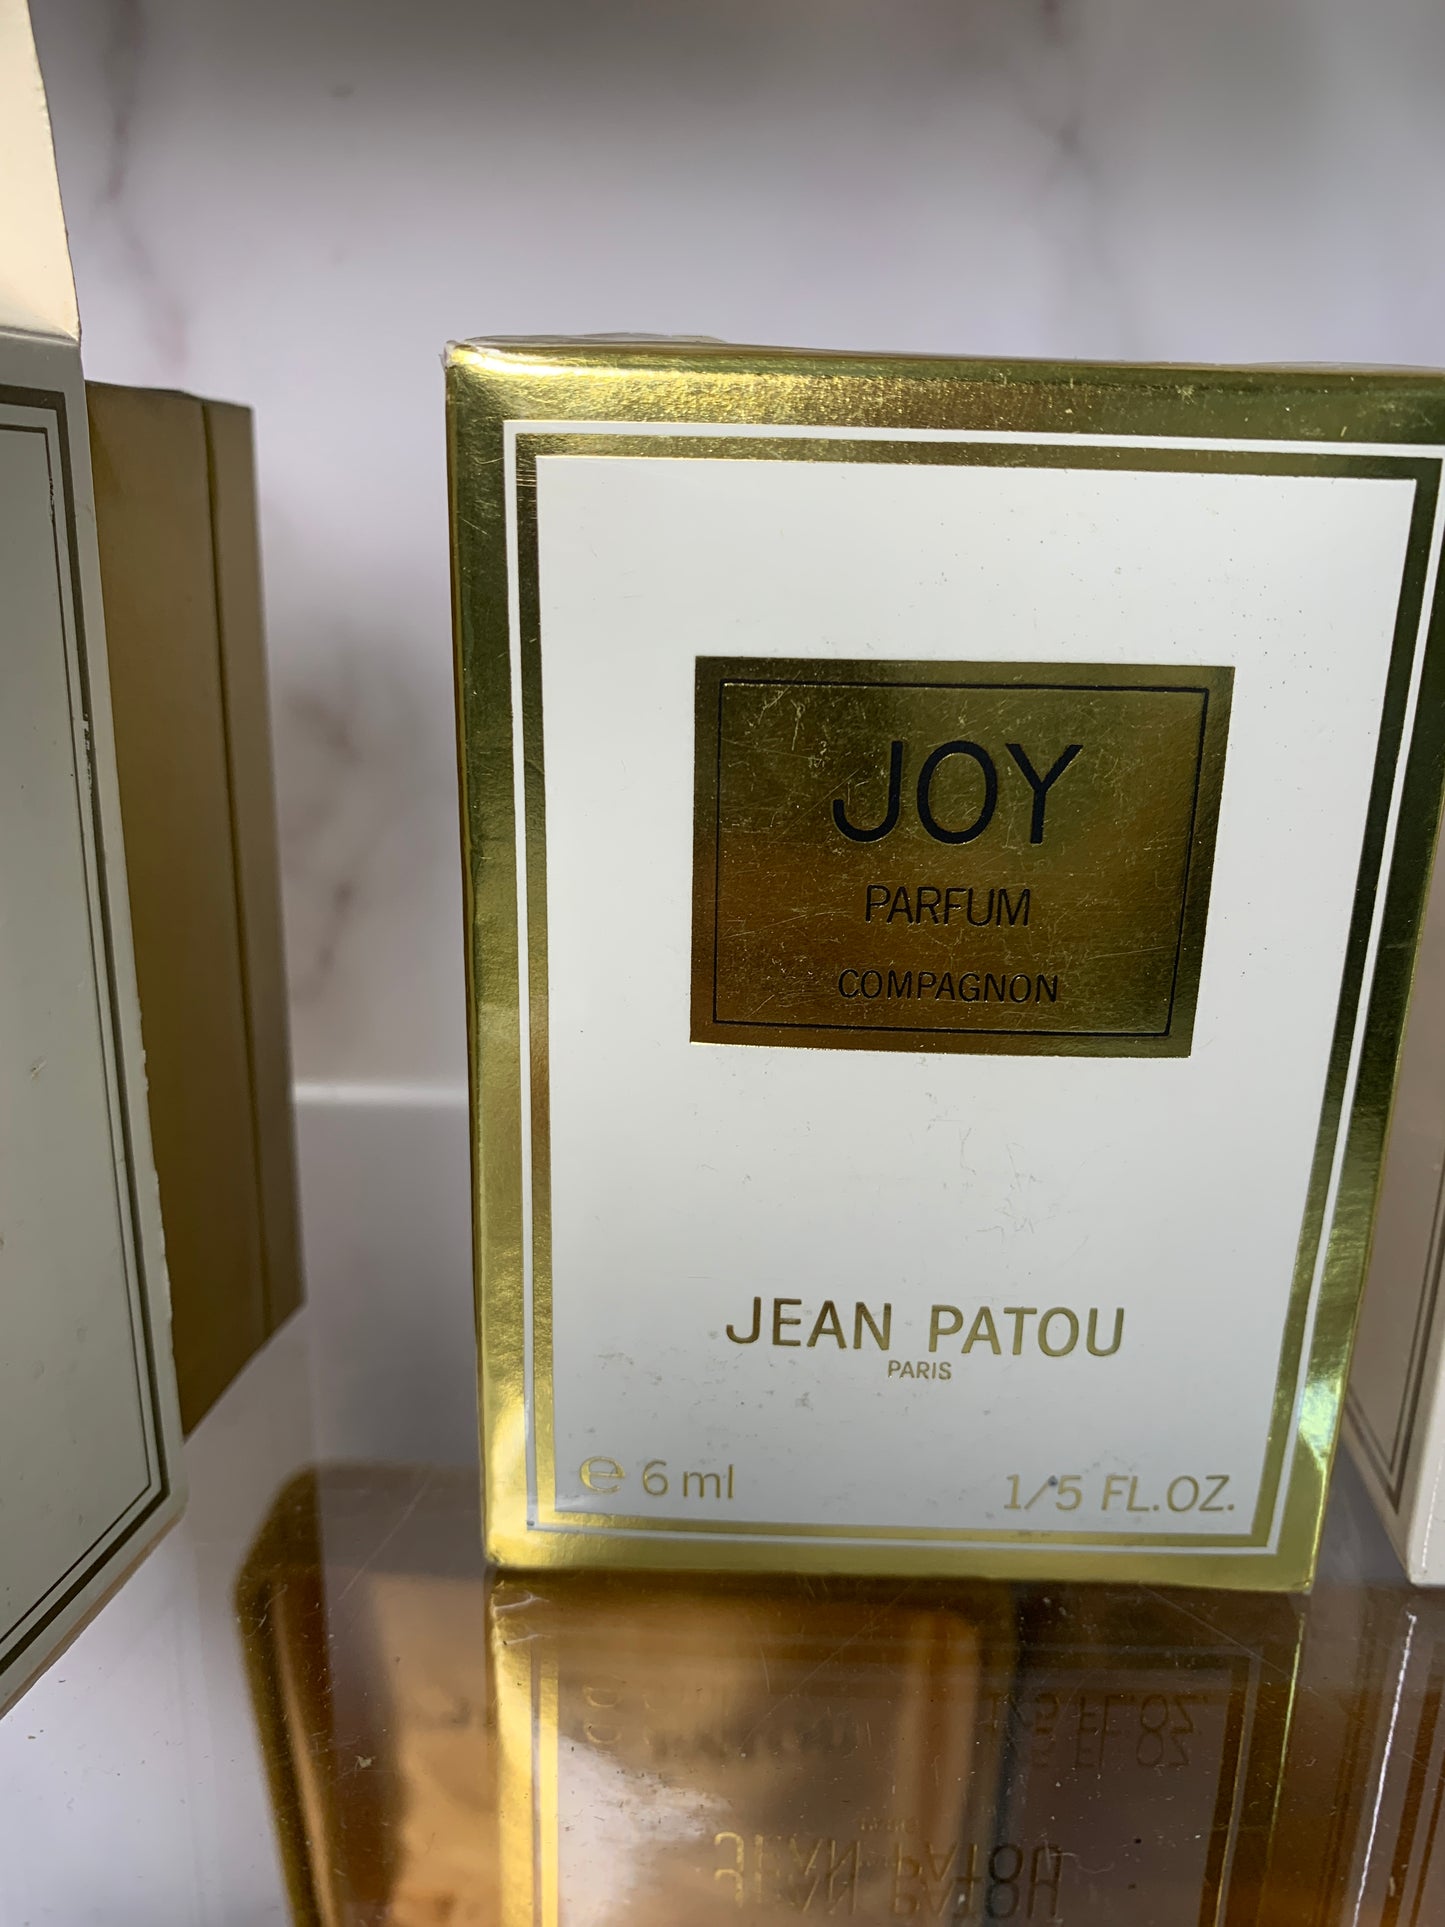 JOY
PARFUM
COMPAGNON
JEAN PATOU
PARIS
℮ 6 ml
1/5 FL.OZ.